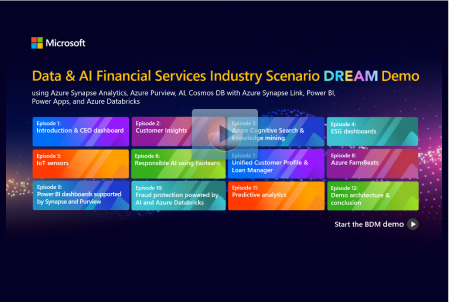 Microsoft
Data & AI Financial Services Industry Scenario DREAM Demo
using Azure Synapse Analytics, Azure Purview, AI, Cosmos DB with Azure Synapse Link, Power BI,
Power Apps, and Azure Databricks
Episode 1:
Introduction & CEO dashboard
Episode 2:
Customer Insights
Episode 3:
Azure Cognitive Search &
Knowledge mining
Episode 4:
ESG dashboards
Episode 5:
IoT sensors
Episode 6:
Responsible AI using Fairlearn
Episode 7:
Unified Customer Profile &
Loan Manager
Episode 8:
Azure FarmBeats
Episode 9:
Power BI dashboards supported
by Synapse and Purview
Episode 10:
Fraud protection powered by
AI and Azure Databricks
Episode 11:
Predictive analytics
Episode 12:
Demo architecture &
conclusion
Start the BDM demo